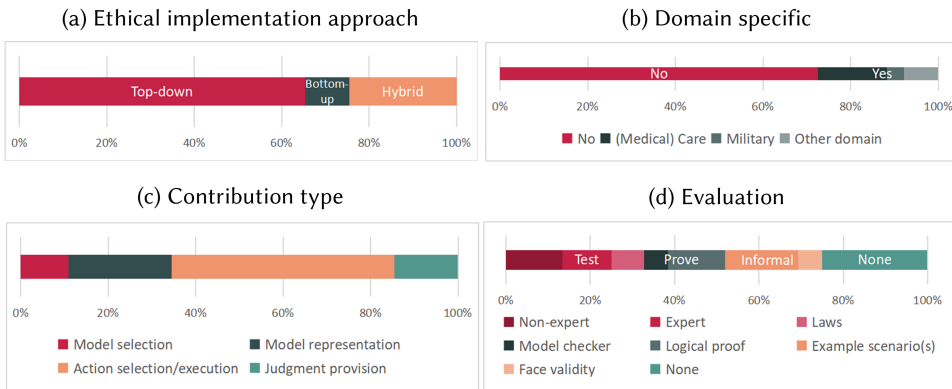 (a) Ethical implementation approach
Top-down
Bottom-
up
Hybrid
0% 20% 40% 60% 80% 100%
(b) Domain specific
No Yes
0% 20% 40% 60% 80% 100%
No (Medical) Care Military Other domain
(c) Contribution type
0% 20% 40% 60% 80% 100%
Model selection Model representation
Action selection/execution Judgment provision
(d) Evaluation
Test Prove Informal None
0% 20% 40% 60% 80% 100%
Non-expert Expert Laws
Model checker Logical proof Example scenario(s)
Face validity None